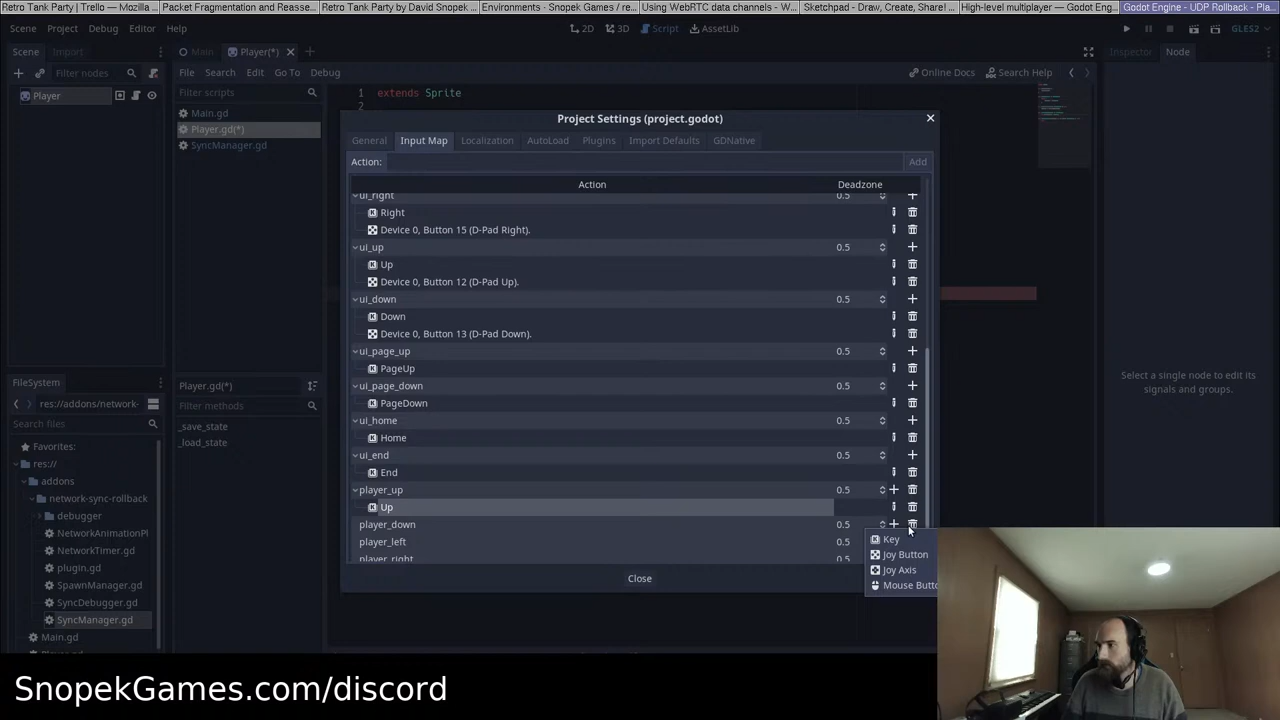 Retro Tank Party | Trello — Mozilla ...
Packet Fragmentation and Reasse...
Retro Tank Party by David Snopek ...
Environments · Snopek Games / re...
Using WebRTC data channels - W...
Sketchpad - Draw, Create, Share! ...
High-level multiplayer — Godot Eng...
Godot Engine - UDP Rollback - Pla...
Scene Project Debug Editor Help
2D 3D Script AssetLib
GLES2
Scene Import
Main Player(*)
Inspector Node
Filter nodes
File Search Edit Go To Debug
Online Docs Search Help
Player
Filter scripts
1 extends Sprite
2
Main.gd
Player.gd(*)
SyncManager.gd
Project Settings (project.godot)
General Input Map Localization AutoLoad Plugins Import Defaults GDNative
Action: Add
Action Deadzone
ui_right 0.5
Right
Device 0, Button 15 (D-Pad Right).
ui_up 0.5
Up
Device 0, Button 12 (D-Pad Up).
ui_down 0.5
Down
Device 0, Button 13 (D-Pad Down).
ui_page_up 0.5
PageUp
ui_page_down 0.5
PageDown
ui_home 0.5
Home
ui_end 0.5
End
player_up 0.5
Up
player_down 0.5
player_left 0.5
player_right 0.5
Key
Joy Button
Joy Axis
Mouse Butto
Close
Select a single node to edit its
signals and groups.
FileSystem
res://addons/network-
Search files
Favorites:
res://
addons
network-sync-rollback
debugger
NetworkAnimationPl
NetworkTimer.gd
plugin.gd
SpawnManager.gd
SyncDebugger.gd
SyncManager.gd
Main.gd
Player.gd(*)
Filter methods
_save_state
_load_state
SnopekGames.com/discord